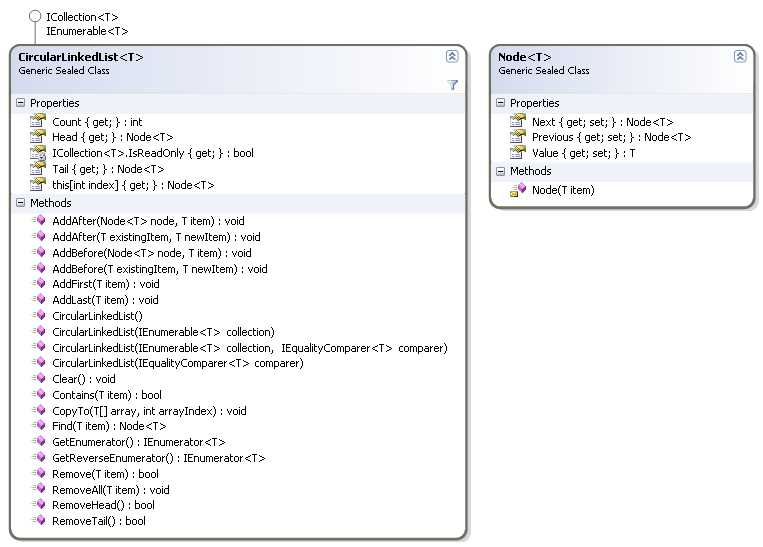 ICollection<T>
IEnumerable<T>
CircularLinkedList<T>
Generic Sealed Class
Properties
Count { get; } : int
Head { get; } : Node<T>
ICollection<T>.IsReadOnly { get; } : bool
Tail { get; } : Node<T>
this[int index] { get; } : Node<T>
Methods
AddAfter(Node<T> node, T item) : void
AddAfter(T existingItem, T newItem) : void
AddBefore(Node<T> node, T item) : void
AddBefore(T existingItem, T newItem) : void
AddFirst(T item) : void
AddLast(T item) : void
CircularLinkedList()
CircularLinkedList(IEnumerable<T> collection)
CircularLinkedList(IEnumerable<T> collection, IEqualityComparer<T> comparer)
CircularLinkedList(IEqualityComparer<T> comparer)
Clear() : void
Contains(T item) : bool
CopyTo(T[] array, int arrayIndex) : void
Find(T item) : Node<T>
GetEnumerator() : IEnumerator<T>
GetReverseEnumerator() : IEnumerator<T>
Remove(T item) : bool
RemoveAll(T item) : void
RemoveHead() : bool
RemoveTail() : bool
Node<T>
Generic Sealed Class
Properties
Next { get; set; } : Node<T>
Previous { get; set; } : Node<T>
Value { get; set; } : T
Methods
Node(T item)